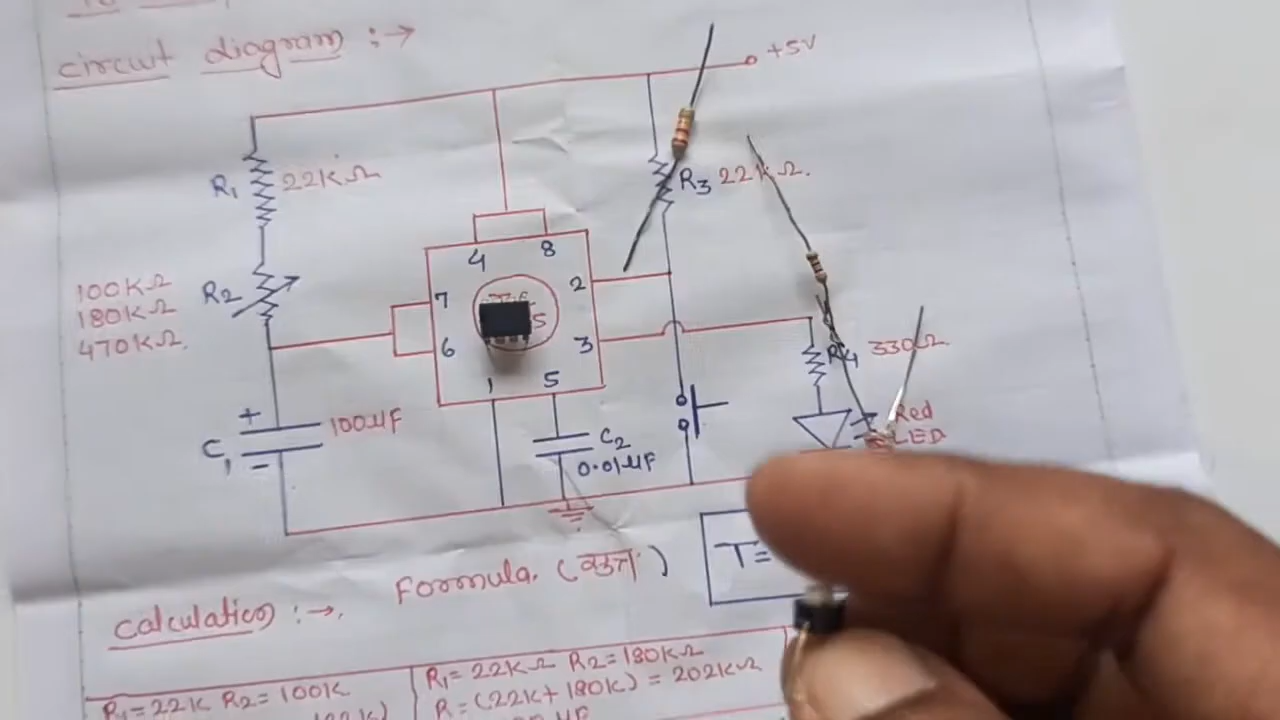 circuit diagram :→
+5V
R1 22KΩ
R3 22KΩ.
4 8
100KΩ
180KΩ
470KΩ.
R2
7
2
6
3
5
330Ω.
1 5
+
C1
-
100µF
C2
0.01µF
Red
LED
Formula. (सूत्र)
T=
calculation :→.
R1=22K R2=100K
R1=22KΩ R2=180KΩ
R=(22K+180K)=202KΩ